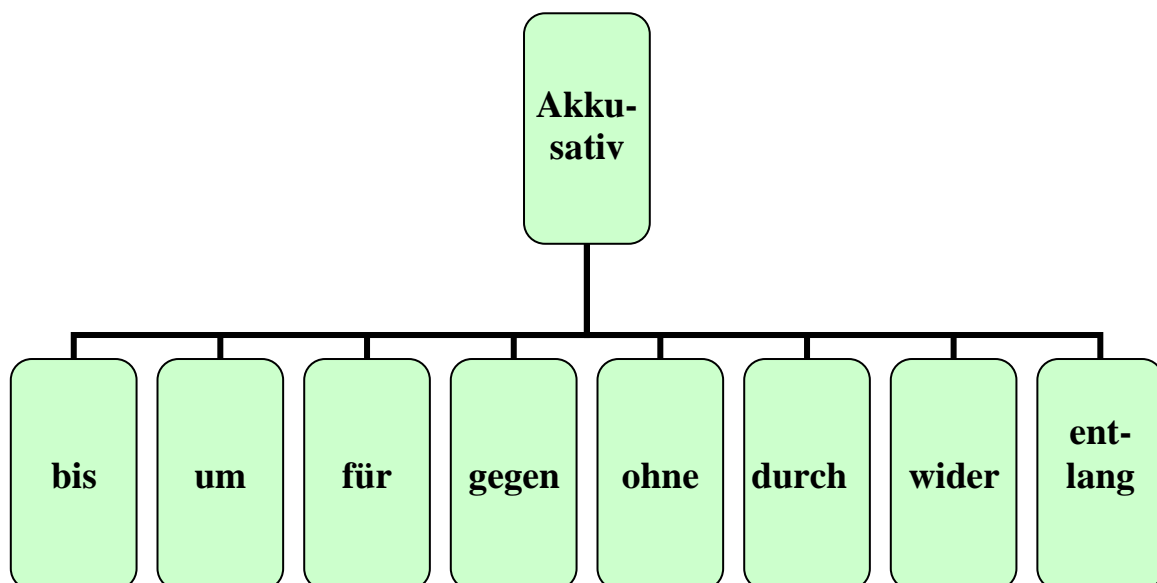 Akku-
sativ
bis
um
für
gegen
ohne
durch
wider
ent-
lang